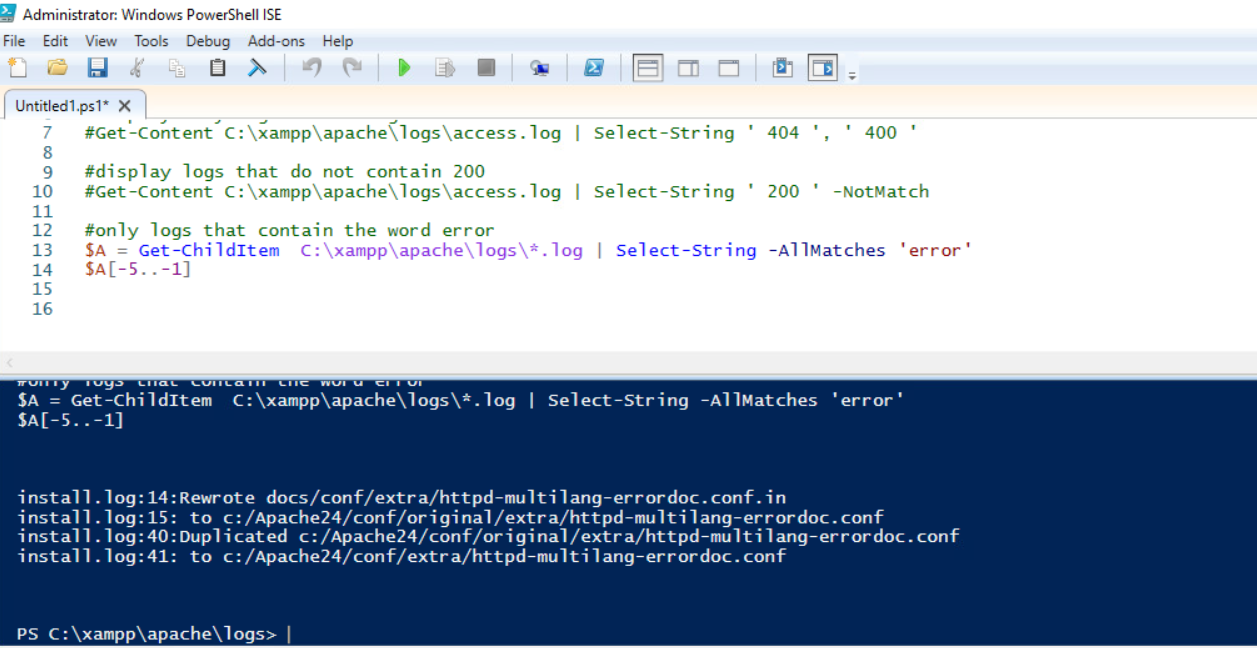 Administrator: Windows PowerShell ISE
File Edit View Tools Debug Add-ons Help
Untitled1.ps1* X
7 #Get-Content C:\xampp\apache\logs\access.log | Select-String ' 404 ', ' 400 '
8
9 #display logs that do not contain 200
10 #Get-Content C:\xampp\apache\logs\access.log | Select-String ' 200 ' -NotMatch
11
12 #only logs that contain the word error
13 $A = Get-ChildItem  C:\xampp\apache\logs\*.log | Select-String -AllMatches 'error'
14 $A[-5..-1]
15
16
#only logs that contain the word error
$A = Get-ChildItem  C:\xampp\apache\logs\*.log | Select-String -AllMatches 'error'
$A[-5..-1]
install.log:14:Rewrote docs/conf/extra/httpd-multilang-errordoc.conf.in
install.log:15: to c:/Apache24/conf/original/extra/httpd-multilang-errordoc.conf
install.log:40:Duplicated c:/Apache24/conf/original/extra/httpd-multilang-errordoc.conf
install.log:41: to c:/Apache24/conf/extra/httpd-multilang-errordoc.conf
PS C:\xampp\apache\logs>